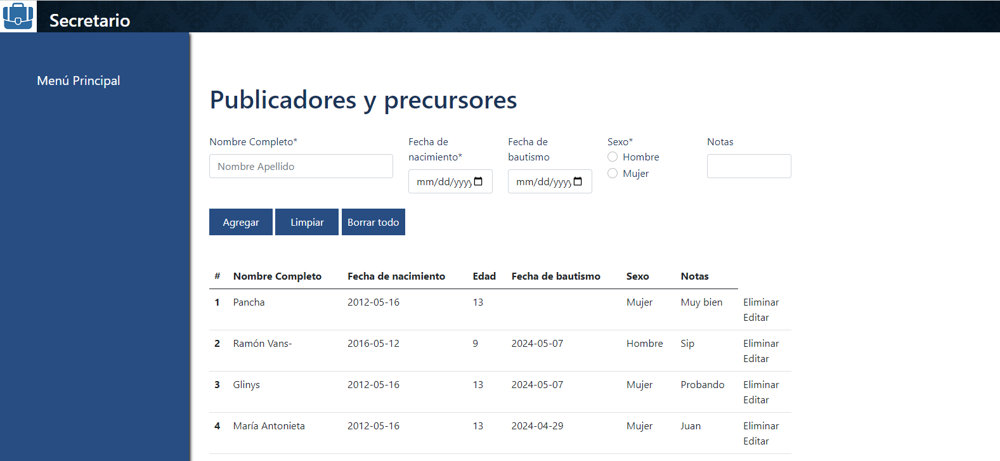 Secretario
Menú Principal
Publicadores y precursores
Nombre Completo*
Nombre Apellido
Fecha de
nacimiento*
mm/dd/yyyy
Fecha de
bautismo
mm/dd/yyyy
Sexo*
Hombre
Mujer
Notas
Agregar Limpiar Borrar todo
# Nombre Completo Fecha de nacimiento Edad Fecha de bautismo Sexo Notas
1 Pancha 2012-05-16 13 Mujer Muy bien Eliminar
Editar
2 Ramón Vans- 2016-05-12 9 2024-05-07 Hombre Sip Eliminar
Editar
3 Glinys 2012-05-16 13 2024-05-07 Mujer Probando Eliminar
Editar
4 María Antonieta 2012-05-16 13 2024-04-29 Mujer Juan Eliminar
Editar